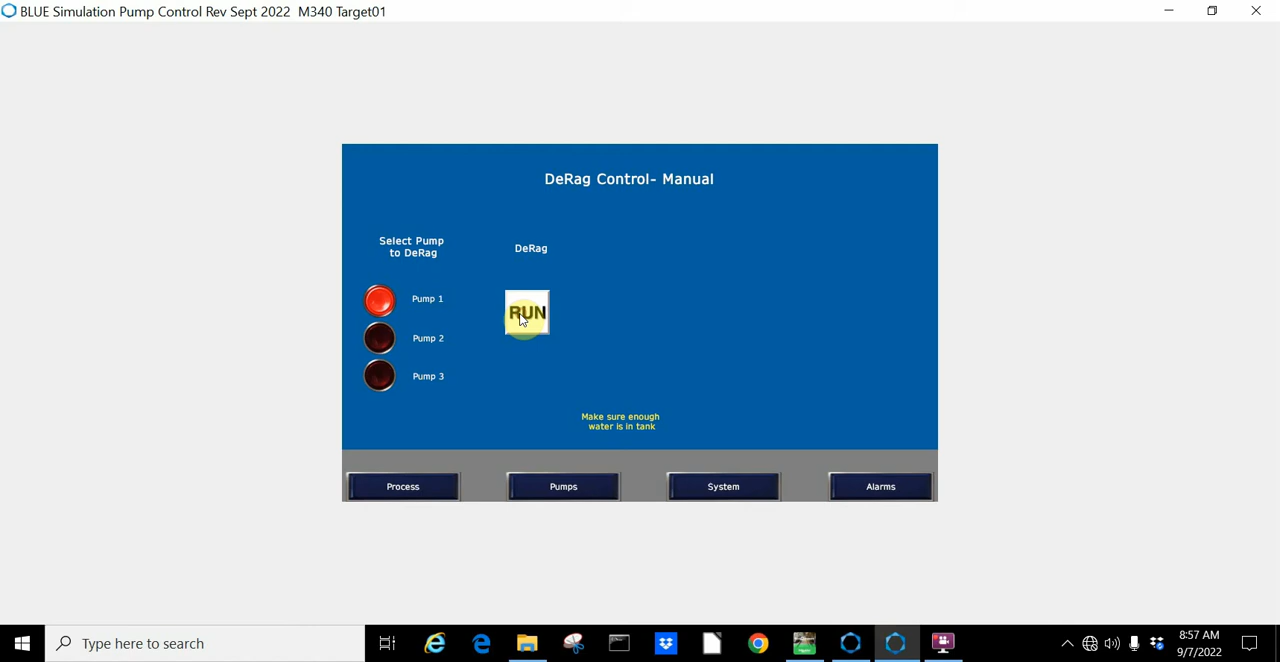 BLUE Simulation Pump Control Rev Sept 2022  M340 Target01
DeRag Control- Manual
Select Pump
to DeRag
DeRag
Pump 1
RUN
Pump 2
Pump 3
Make sure enough
water is in tank
Process
Pumps
System
Alarms
Type here to search
8:57 AM
9/7/2022